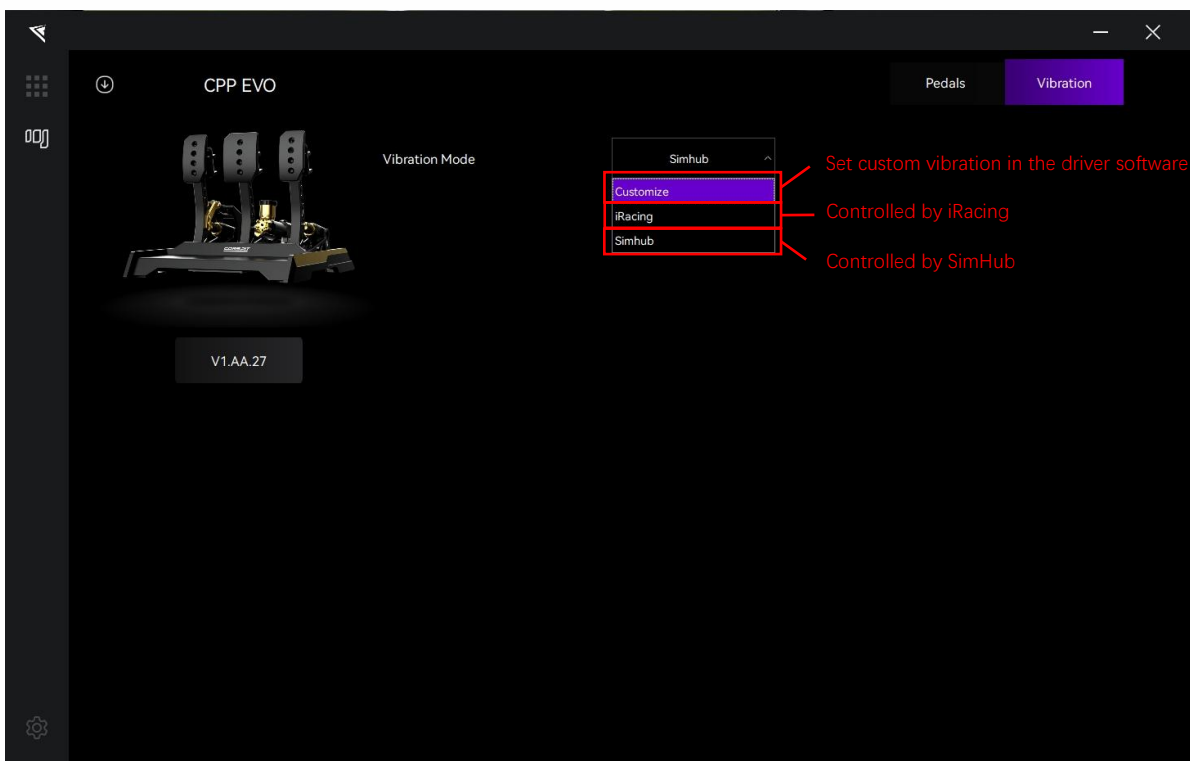 CPP EVO
Pedals
Vibration
Vibration Mode
Simhub
Customize
iRacing
Simhub
Set custom vibration in the driver software
Controlled by iRacing
Controlled by SimHub
V1.AA.27